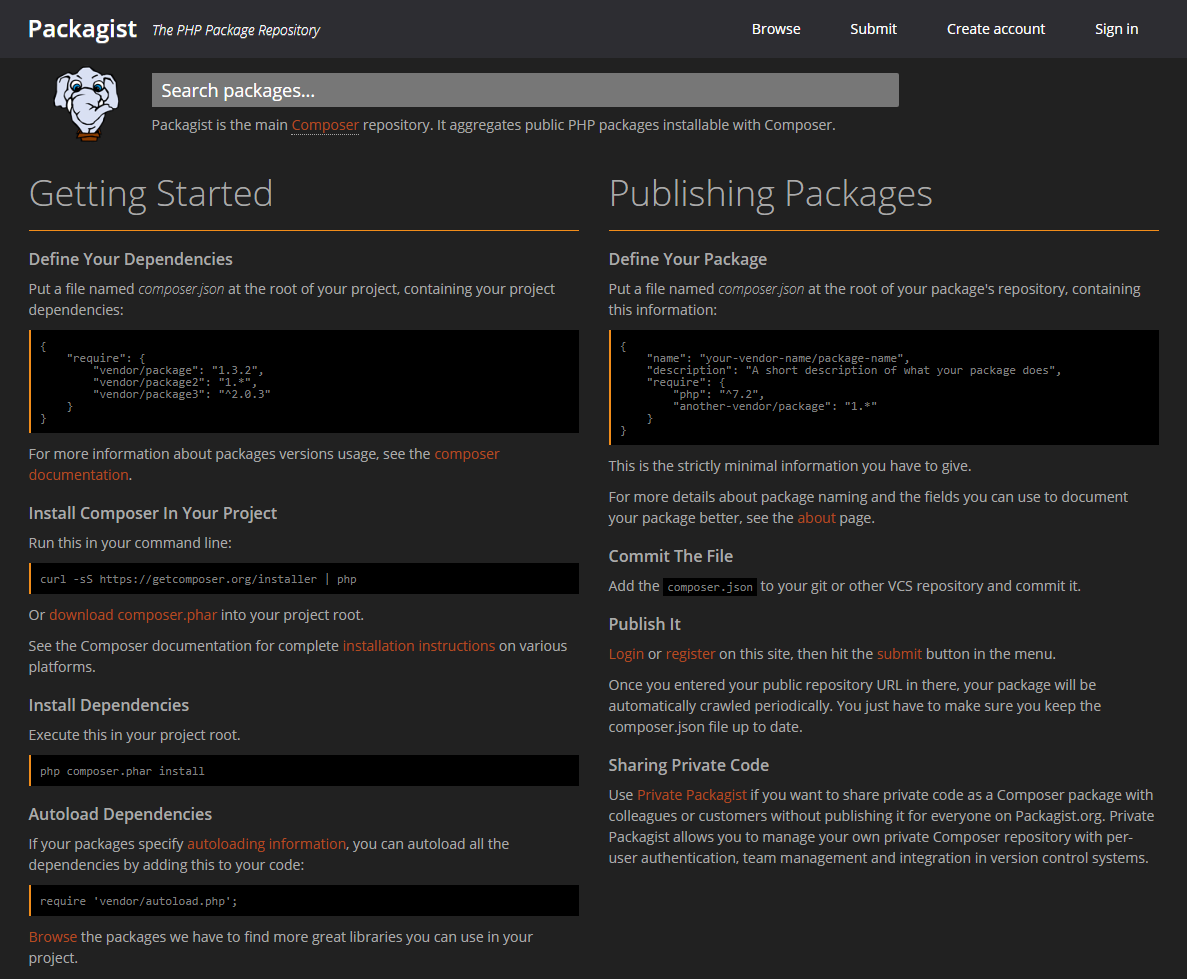 Packagist The PHP Package Repository
Browse Submit Create account Sign in
Search packages...
Packagist is the main Composer repository. It aggregates public PHP packages installable with Composer.
Getting Started
Define Your Dependencies
Put a file named composer.json at the root of your project, containing your project
dependencies:
{
    "require": {
        "vendor/package": "1.3.2",
        "vendor/package2": "1.*",
        "vendor/package3": "^2.0.3"
    }
}
For more information about packages versions usage, see the composer
documentation.
Install Composer In Your Project
Run this in your command line:
curl -sS https://getcomposer.org/installer | php
Or download composer.phar into your project root.
See the Composer documentation for complete installation instructions on various
platforms.
Install Dependencies
Execute this in your project root.
php composer.phar install
Autoload Dependencies
If your packages specify autoloading information, you can autoload all the
dependencies by adding this to your code:
require 'vendor/autoload.php';
Browse the packages we have to find more great libraries you can use in your
project.
Publishing Packages
Define Your Package
Put a file named composer.json at the root of your package's repository, containing
this information:
{
    "name": "your-vendor-name/package-name",
    "description": "A short description of what your package does",
    "require": {
        "php": "^7.2",
        "another-vendor/package": "1.*"
    }
}
This is the strictly minimal information you have to give.
For more details about package naming and the fields you can use to document
your package better, see the about page.
Commit The File
Add the composer.json to your git or other VCS repository and commit it.
Publish It
Login or register on this site, then hit the submit button in the menu.
Once you entered your public repository URL in there, your package will be
automatically crawled periodically. You just have to make sure you keep the
composer.json file up to date.
Sharing Private Code
Use Private Packagist if you want to share private code as a Composer package with
colleagues or customers without publishing it for everyone on Packagist.org. Private
Packagist allows you to manage your own private Composer repository with per-
user authentication, team management and integration in version control systems.